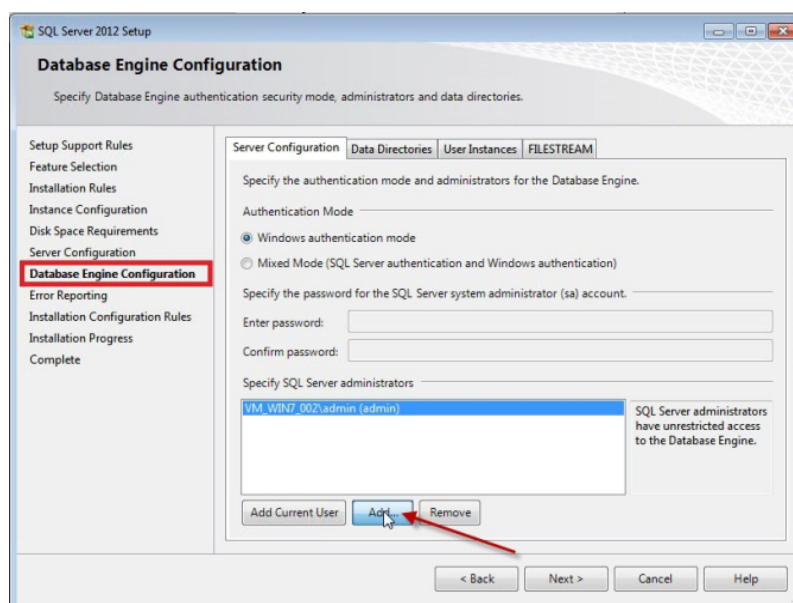 SQL Server 2012 Setup
Database Engine Configuration
Specify Database Engine authentication security mode, administrators and data directories.
Setup Support Rules
Feature Selection
Installation Rules
Instance Configuration
Disk Space Requirements
Server Configuration
Database Engine Configuration
Error Reporting
Installation Configuration Rules
Installation Progress
Complete
Server Configuration Data Directories User Instances FILESTREAM
Specify the authentication mode and administrators for the Database Engine.
Authentication Mode
Windows authentication mode
Mixed Mode (SQL Server authentication and Windows authentication)
Specify the password for the SQL Server system administrator (sa) account.
Enter password:
Confirm password:
Specify SQL Server administrators
VM_WIN7_002\admin (admin)
SQL Server administrators
have unrestricted access
to the Database Engine.
Add Current User Add... Remove
< Back Next > Cancel Help